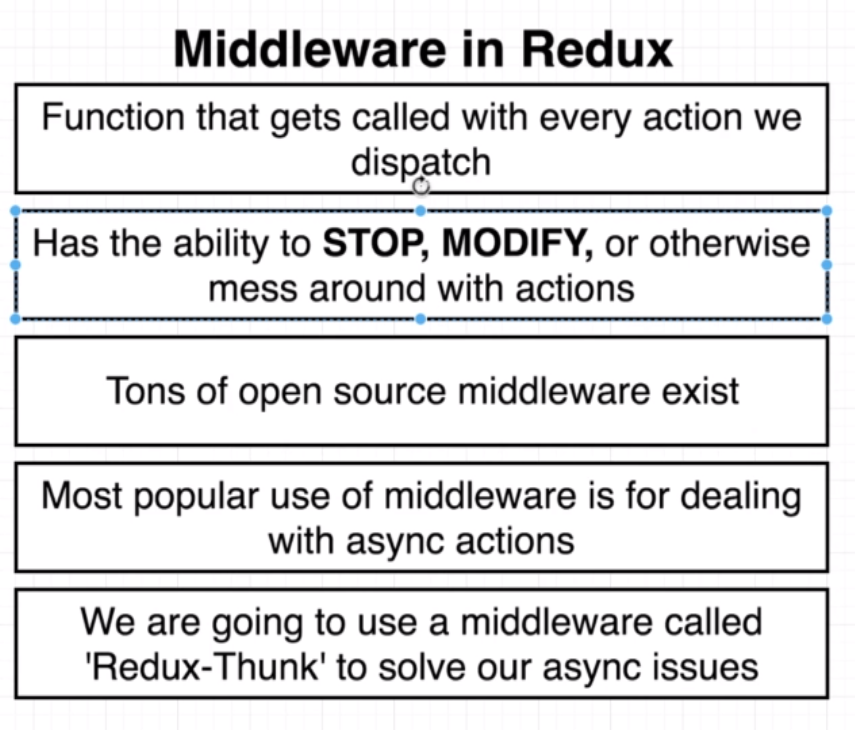 Middleware in Redux
Function that gets called with every action we
dispatch
Has the ability to STOP, MODIFY, or otherwise
mess around with actions
Tons of open source middleware exist
Most popular use of middleware is for dealing
with async actions
We are going to use a middleware called
'Redux-Thunk' to solve our async issues